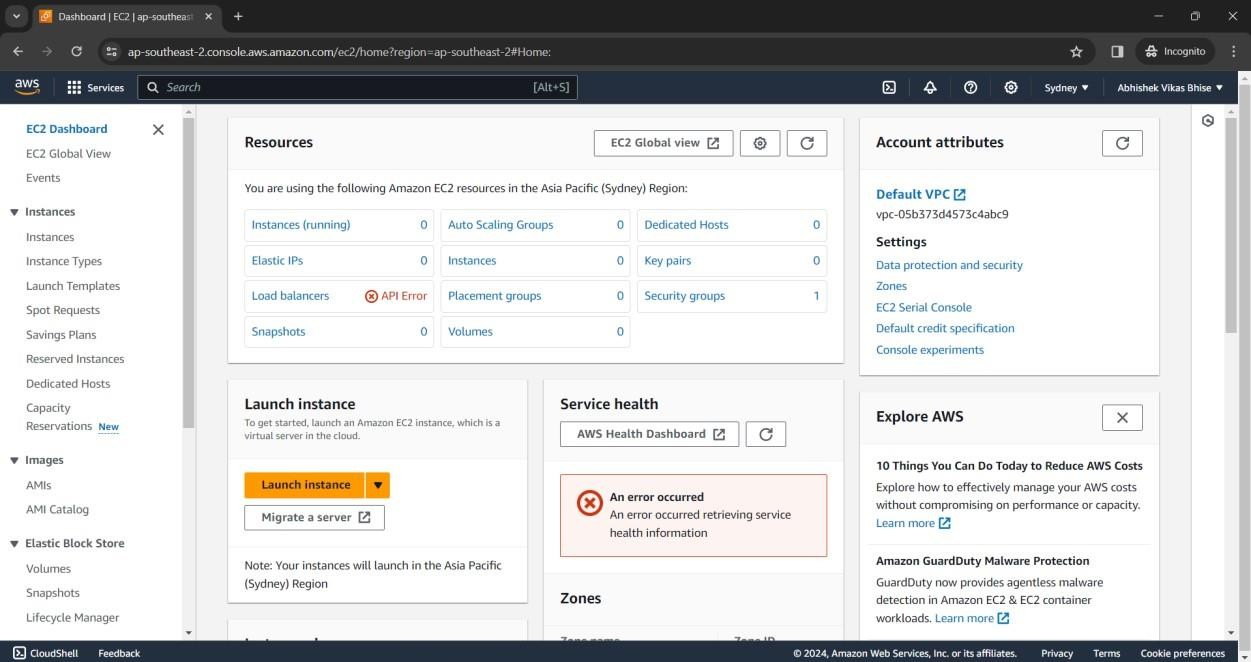 Dashboard | EC2 | ap-southeast
ap-southeast-2.console.aws.amazon.com/ec2/home?region=ap-southeast-2#Home:
Incognito
aws
Services
Search
[Alt+S]
Sydney
Abhishek Vikas Bhise
EC2 Dashboard
EC2 Global View
Events
Instances
Instances
Instance Types
Launch Templates
Spot Requests
Savings Plans
Reserved Instances
Dedicated Hosts
Capacity
Reservations New
Images
AMIs
AMI Catalog
Elastic Block Store
Volumes
Snapshots
Lifecycle Manager
Resources
EC2 Global view
You are using the following Amazon EC2 resources in the Asia Pacific (Sydney) Region:
Instances (running) 0
Auto Scaling Groups 0
Dedicated Hosts 0
Elastic IPs 0
Instances 0
Key pairs 0
Load balancers API Error
Placement groups 0
Security groups 1
Snapshots 0
Volumes 0
Launch instance
To get started, launch an Amazon EC2 instance, which is a
virtual server in the cloud.
Launch instance
Migrate a server
Note: Your instances will launch in the Asia Pacific
(Sydney) Region
Service health
AWS Health Dashboard
An error occurred
An error occurred retrieving service
health information
Zones
Zone name
Zone ID
Account attributes
Default VPC
vpc-05b373d4573c4abc9
Settings
Data protection and security
Zones
EC2 Serial Console
Default credit specification
Console experiments
Explore AWS
10 Things You Can Do Today to Reduce AWS Costs
Explore how to effectively manage your AWS costs
without compromising on performance or capacity.
Learn more
Amazon GuardDuty Malware Protection
GuardDuty now provides agentless malware
detection in Amazon EC2 & EC2 container
workloads. Learn more
CloudShell
Feedback
© 2024, Amazon Web Services, Inc. or its affiliates.
Privacy
Terms
Cookie preferences